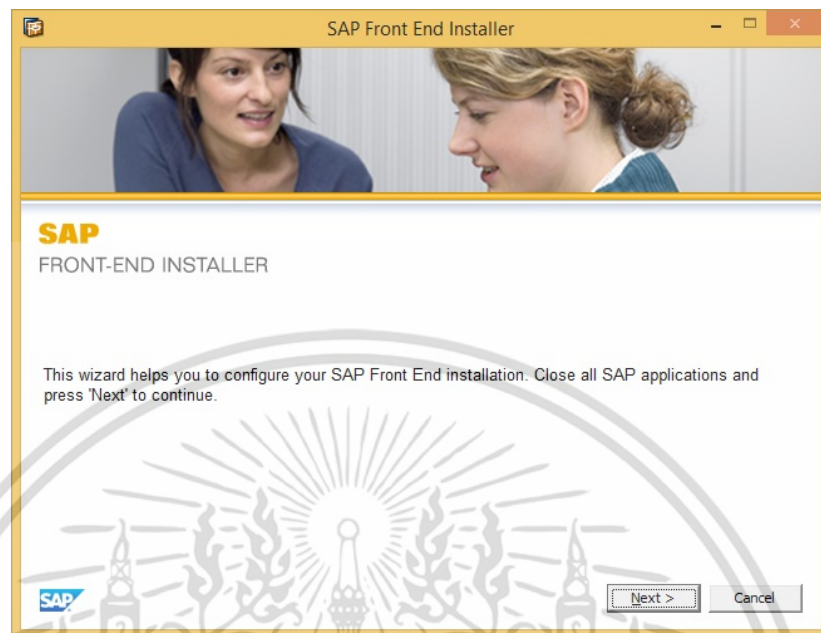 SAP Front End Installer
SAP
FRONT-END INSTALLER
This wizard helps you to configure your SAP Front End installation. Close all SAP applications and
press 'Next' to continue.
SAP
Next >
Cancel